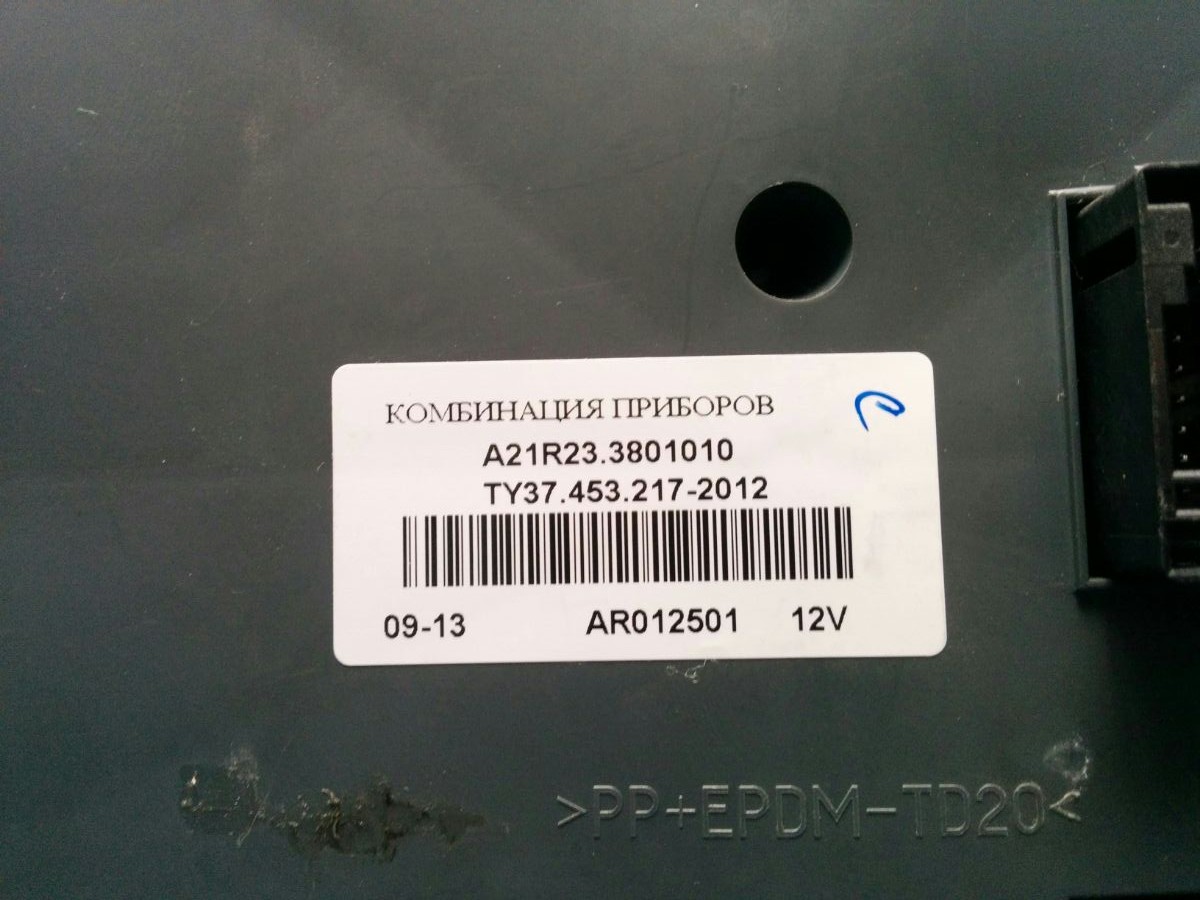 КОМБИНАЦИЯ ПРИБОРОВ
A21R23.3801010
ТУ37.453.217-2012
09-13 AR012501 12V
>PP+EPDM-TD20<